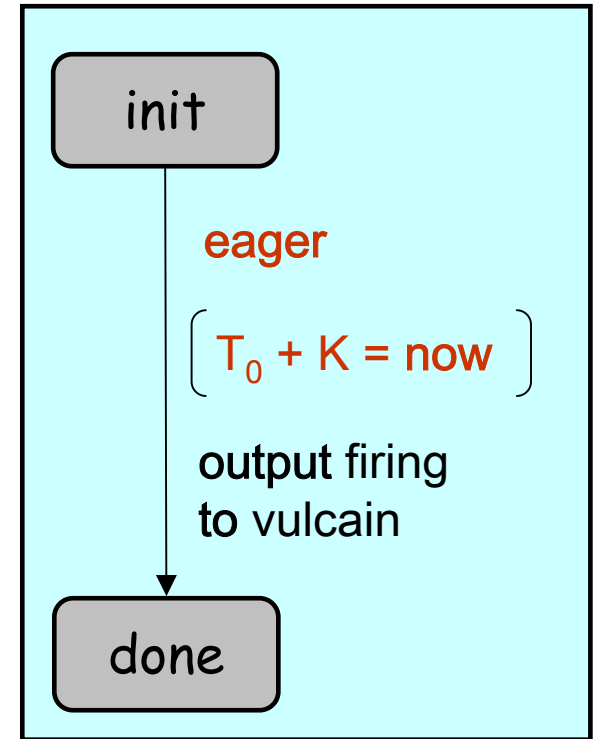 init
eager
T₀ + K = now
output firing
to vulcain
done